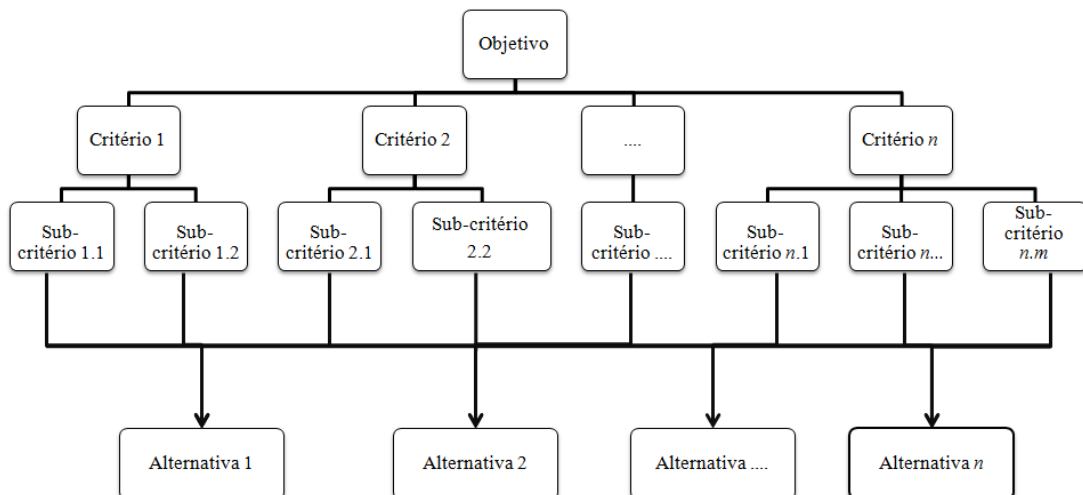 Objetivo
Critério 1
Critério 2
....
Critério n
Sub-
critério 1.1
Sub-
critério 1.2
Sub-
critério 2.1
Sub-critério
2.2
Sub-
critério ....
Sub-
critério n.1
Sub-
critério n...
Sub-
critério
n.m
Alternativa 1
Alternativa 2
Alternativa ....
Alternativa n